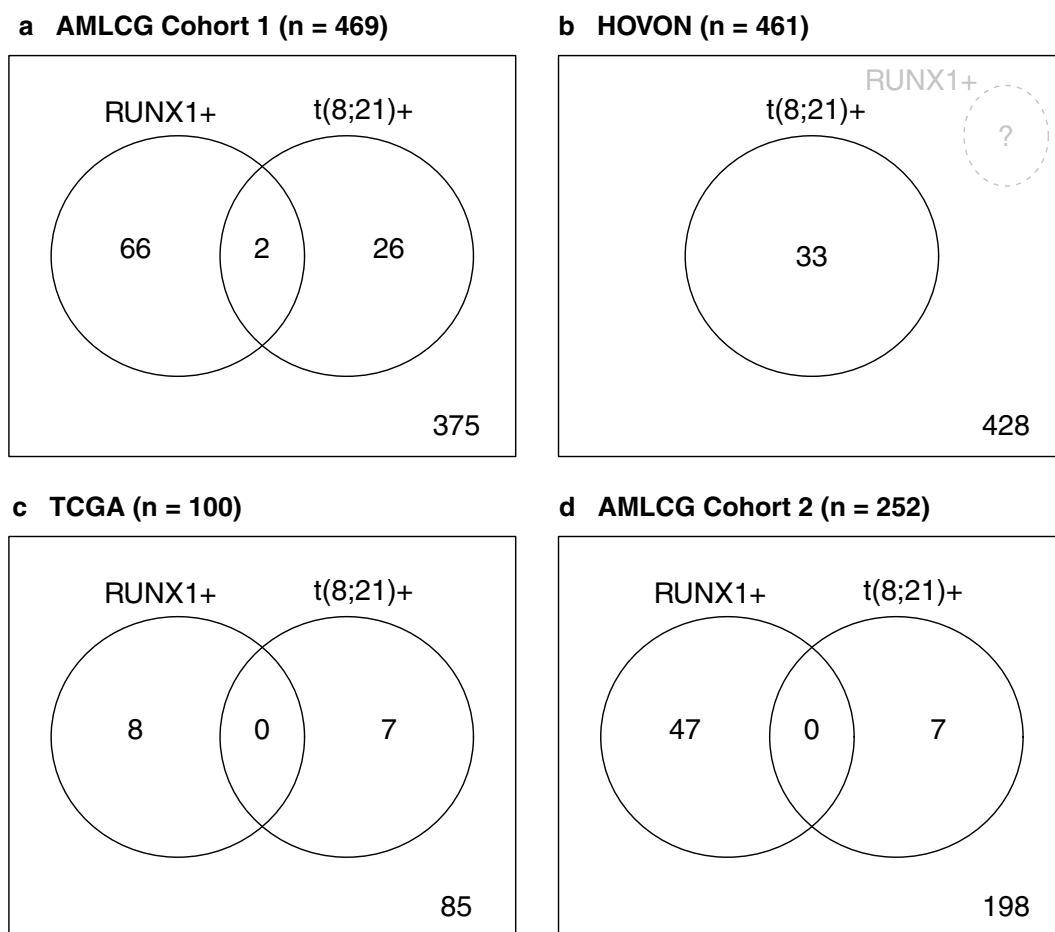 a AMLCG Cohort 1 (n = 469)
RUNX1+ t(8;21)+
66 2 26
375
b HOVON (n = 461)
RUNX1+
t(8;21)+
?
33
428
c TCGA (n = 100)
RUNX1+ t(8;21)+
8 0 7
85
d AMLCG Cohort 2 (n = 252)
RUNX1+ t(8;21)+
47 0 7
198